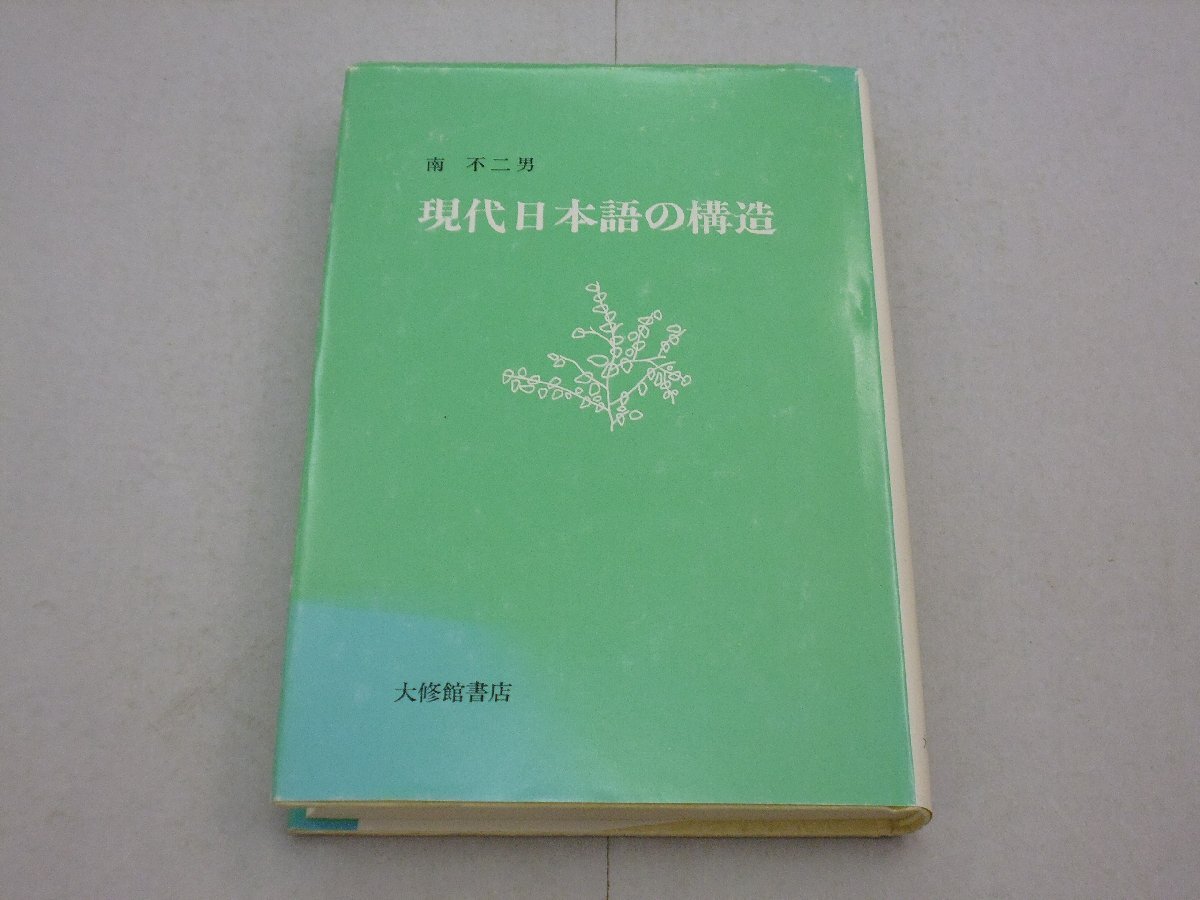 南 不二男
現代日本語の構造
大修館書店